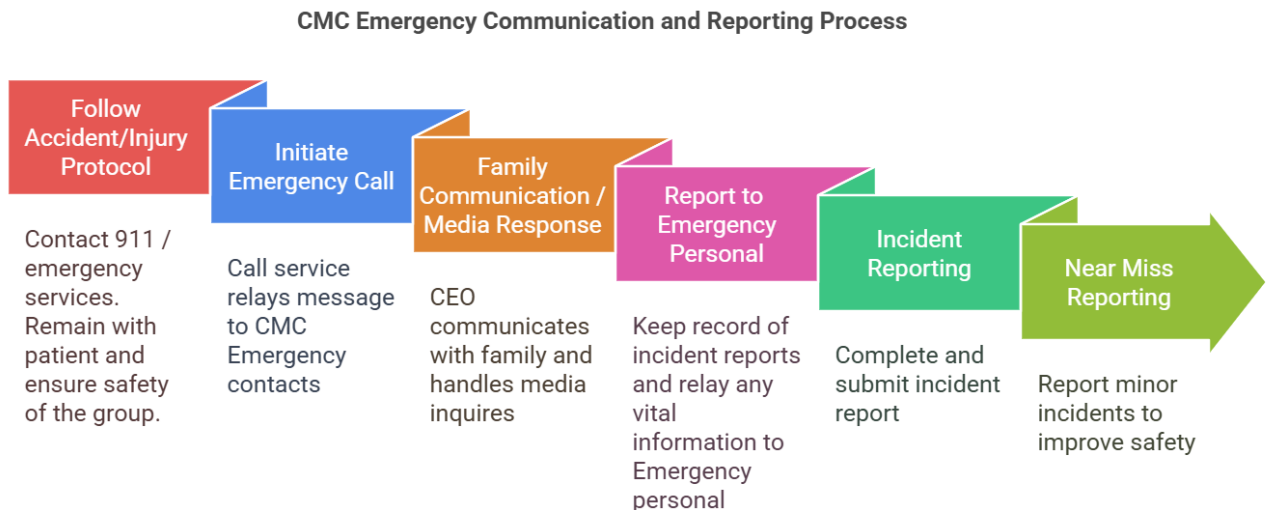 CMC Emergency Communication and Reporting Process
Follow
Accident/Injury
Protocol
Contact 911 /
emergency
services.
Remain with
patient and
ensure safety
of the group.
Initiate
Emergency Call
Call service
relays message
to CMC
Emergency
contacts
Family
Communication /
Media Response
CEO
communicates
with family and
handles media
inquires
Report to
Emergency
Personal
Keep record of
incident reports
and relay any
vital
information to
Emergency
personal
Incident
Reporting
Complete and
submit incident
report
Near Miss
Reporting
Report minor
incidents to
improve safety